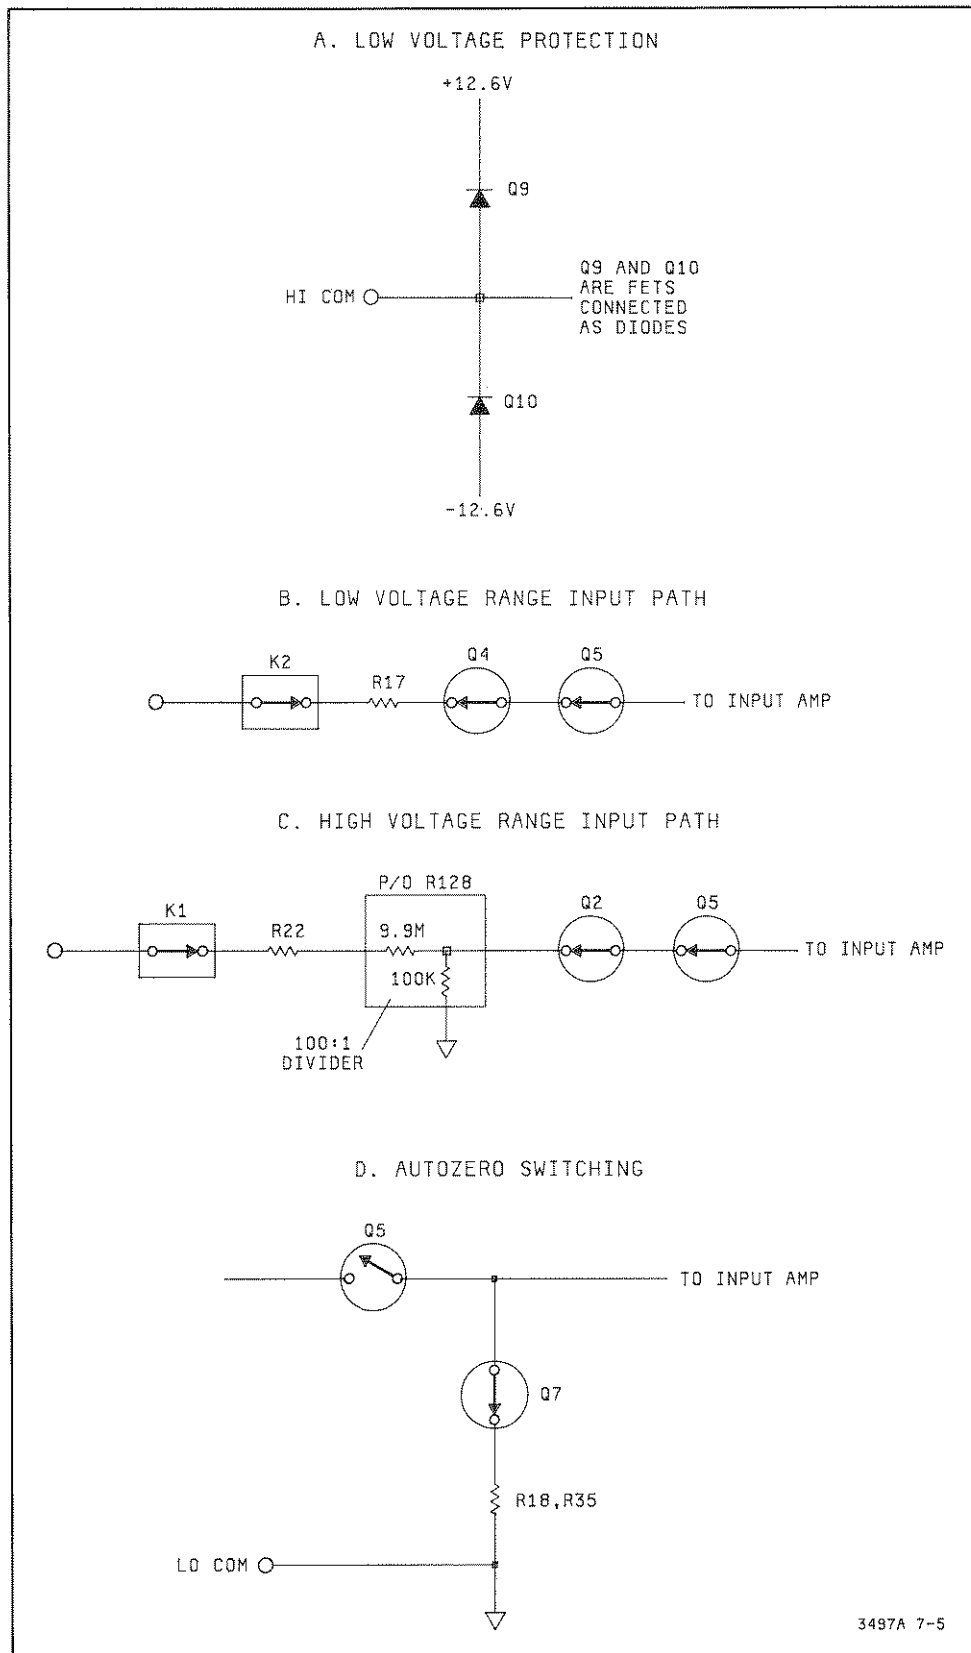 A. LOW VOLTAGE PROTECTION
+12.6V
Q9
HI COM
Q9 AND Q10
ARE FETS
CONNECTED
AS DIODES
Q10
-12.6V
B. LOW VOLTAGE RANGE INPUT PATH
K2
R17
Q4
Q5
TO INPUT AMP
C. HIGH VOLTAGE RANGE INPUT PATH
K1
R22
P/O R128
9.9M
100K
Q2
Q5
TO INPUT AMP
100:1
DIVIDER
D. AUTOZERO SWITCHING
Q5
TO INPUT AMP
Q7
R18,R35
LO COM
3497A 7-5